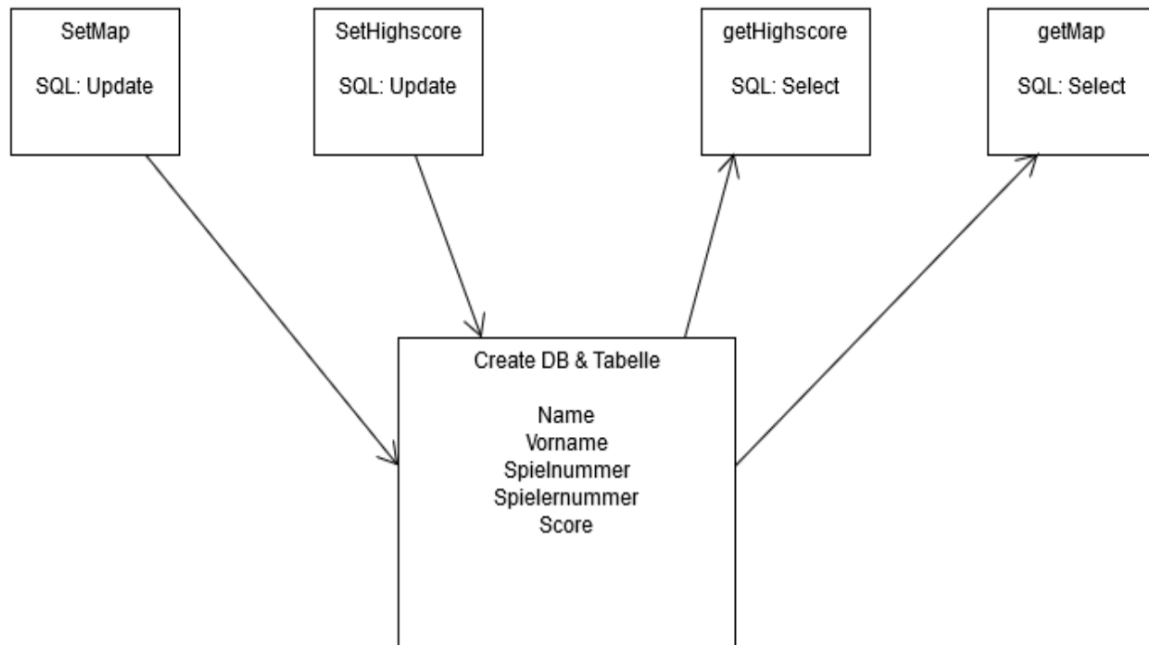 SetMap
SQL: Update
SetHighscore
SQL: Update
getHighscore
SQL: Select
getMap
SQL: Select
Create DB & Tabelle
Name
Vorname
Spielnummer
Spielernummer
Score